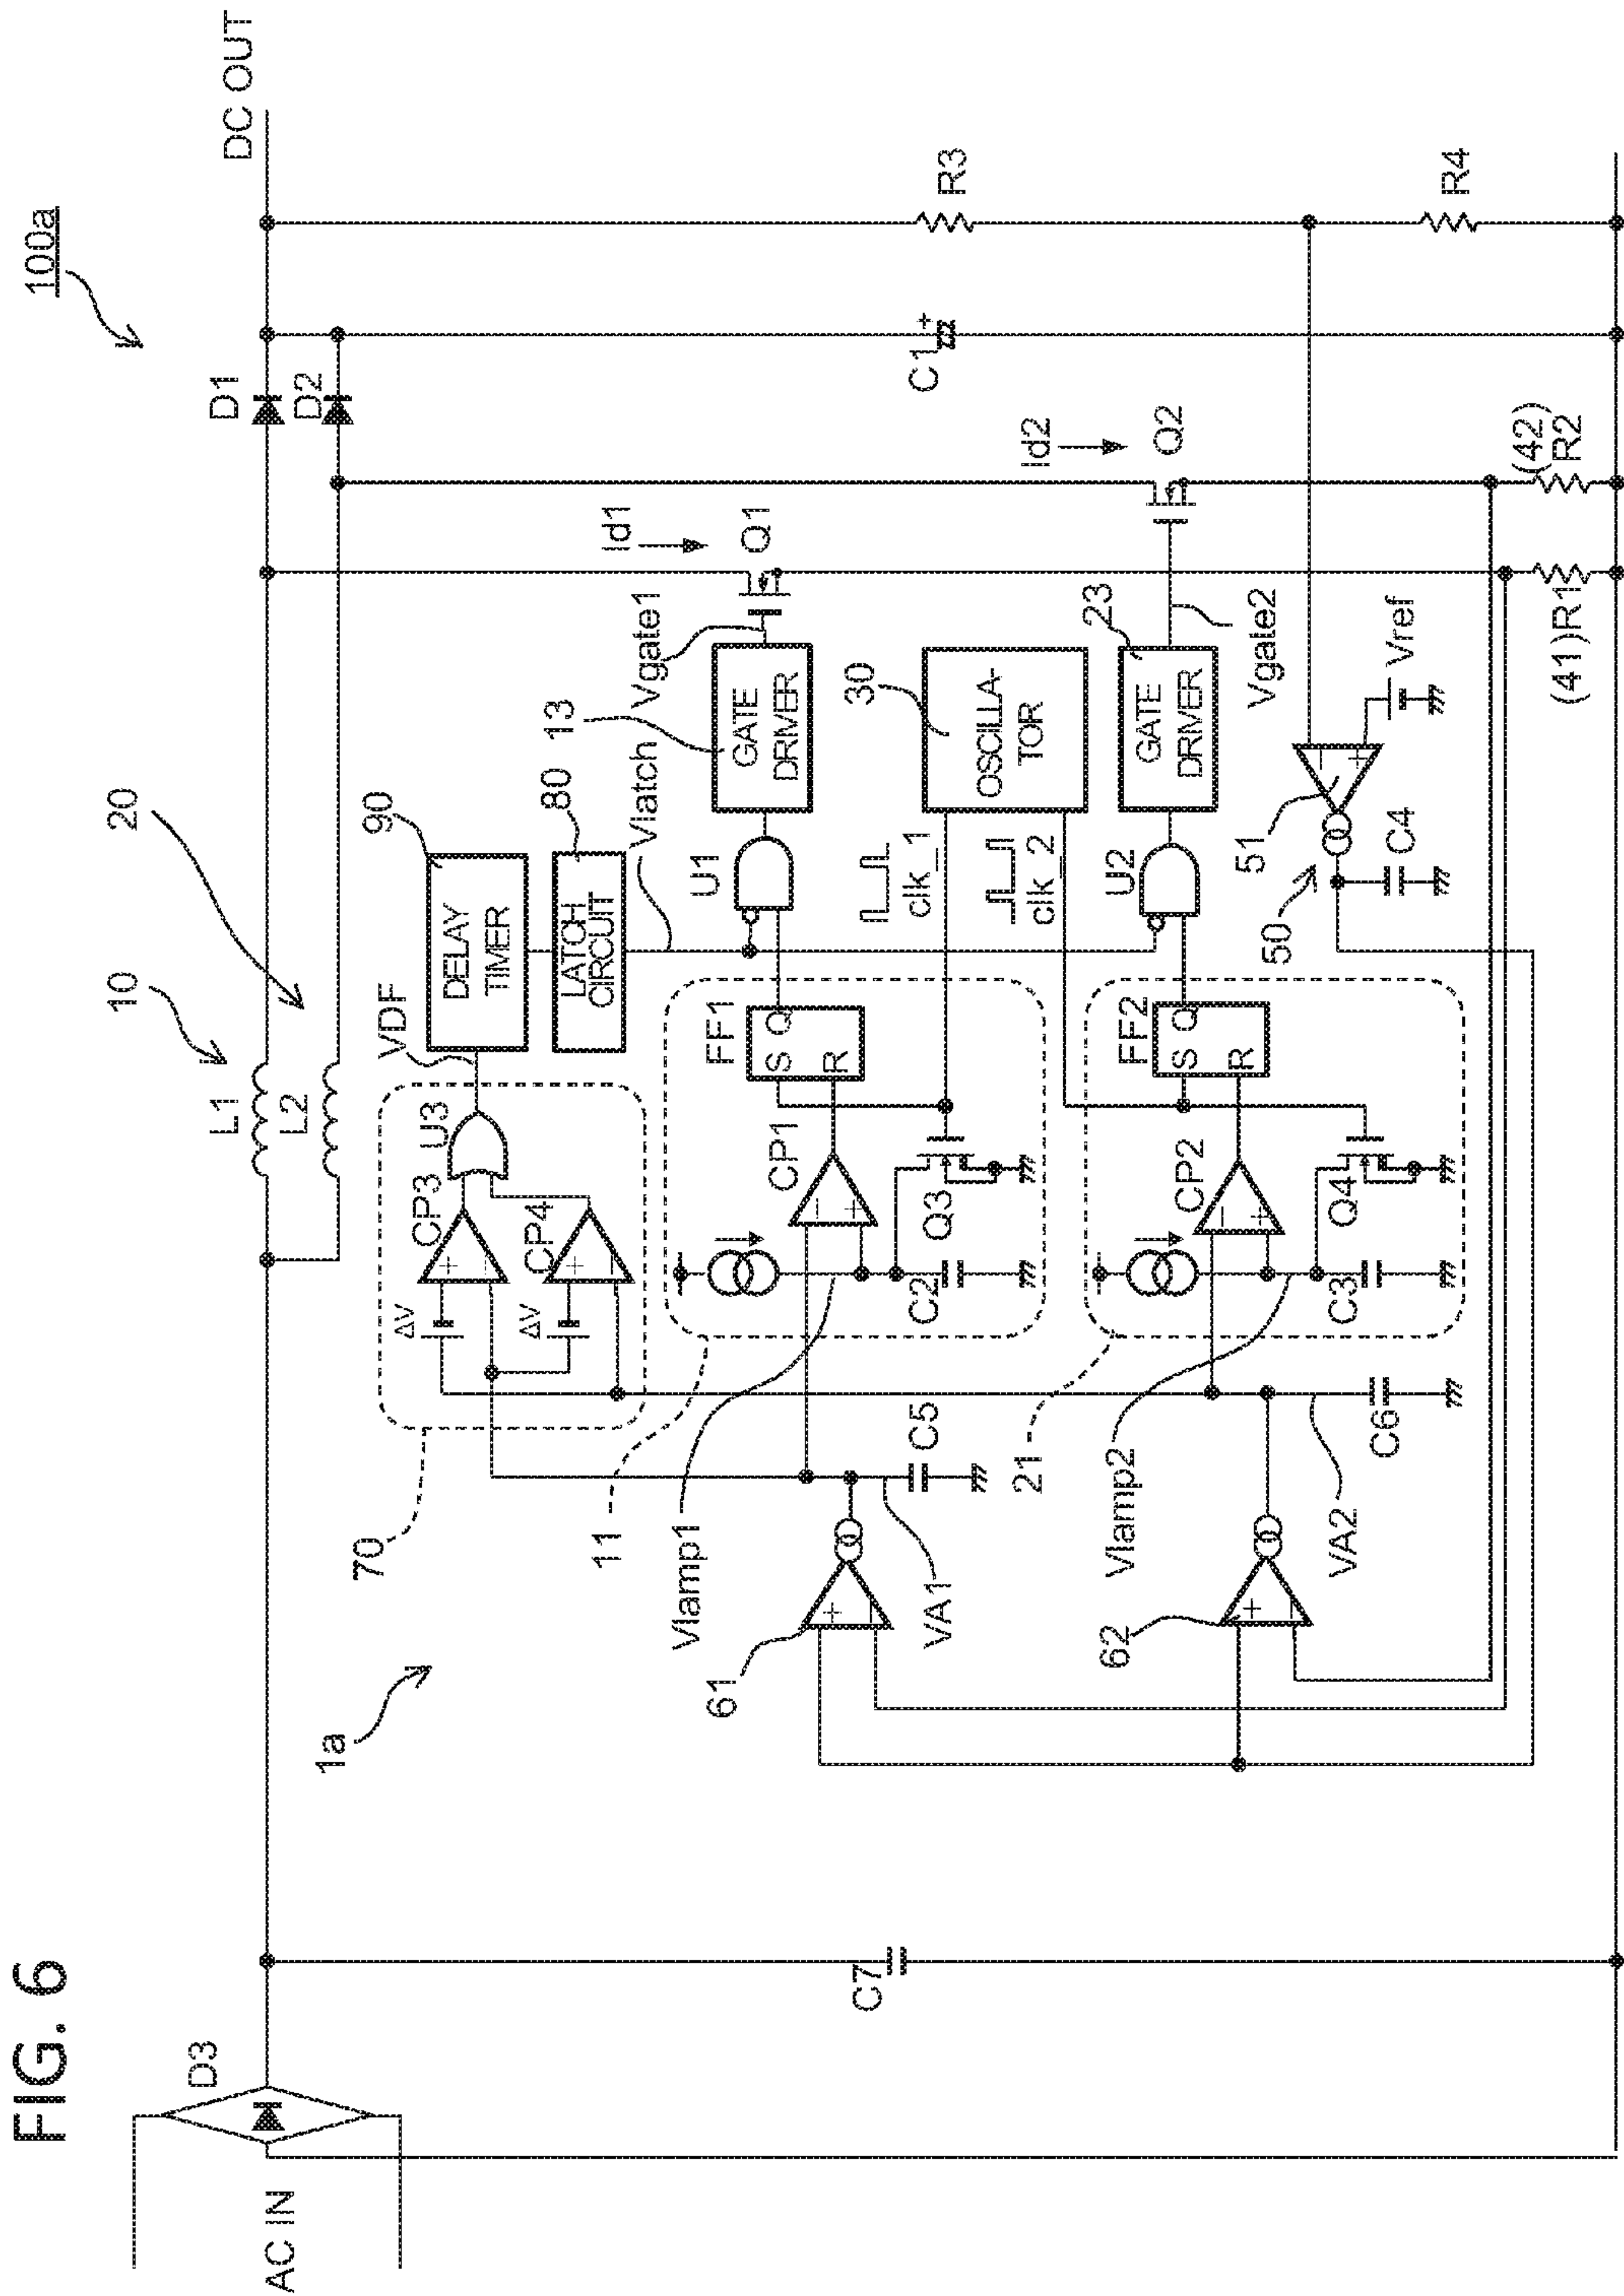 FIG. 6
100a
DC OUT
AC IN
D3
10
20
L1
L2
D1
D2
1a
C7
70
VDF
90
DELAY
TIMER
80
LATCH
CIRCUIT
Vlatch
U3
CP3
+
−
CP4
+
−
ΔV
ΔV
11
Vlamp1
I
CP1
−
+
FF1
S
Q
R
Q3
C2
U1
13
GATE
DRIVER
Vgate1
Id1
Q1
61
+
−
VA1
C5
clk_1
clk_2
30
OSCILLA-
TOR
21
Vlamp2
I
CP2
−
+
FF2
S
Q
R
Q4
C3
U2
23
GATE
DRIVER
Vgate2
Id2
Q2
62
+
−
VA2
C6
50
51
−
+
C4
Vref
(41)R1
(42)
R2
C1
+
R3
R4